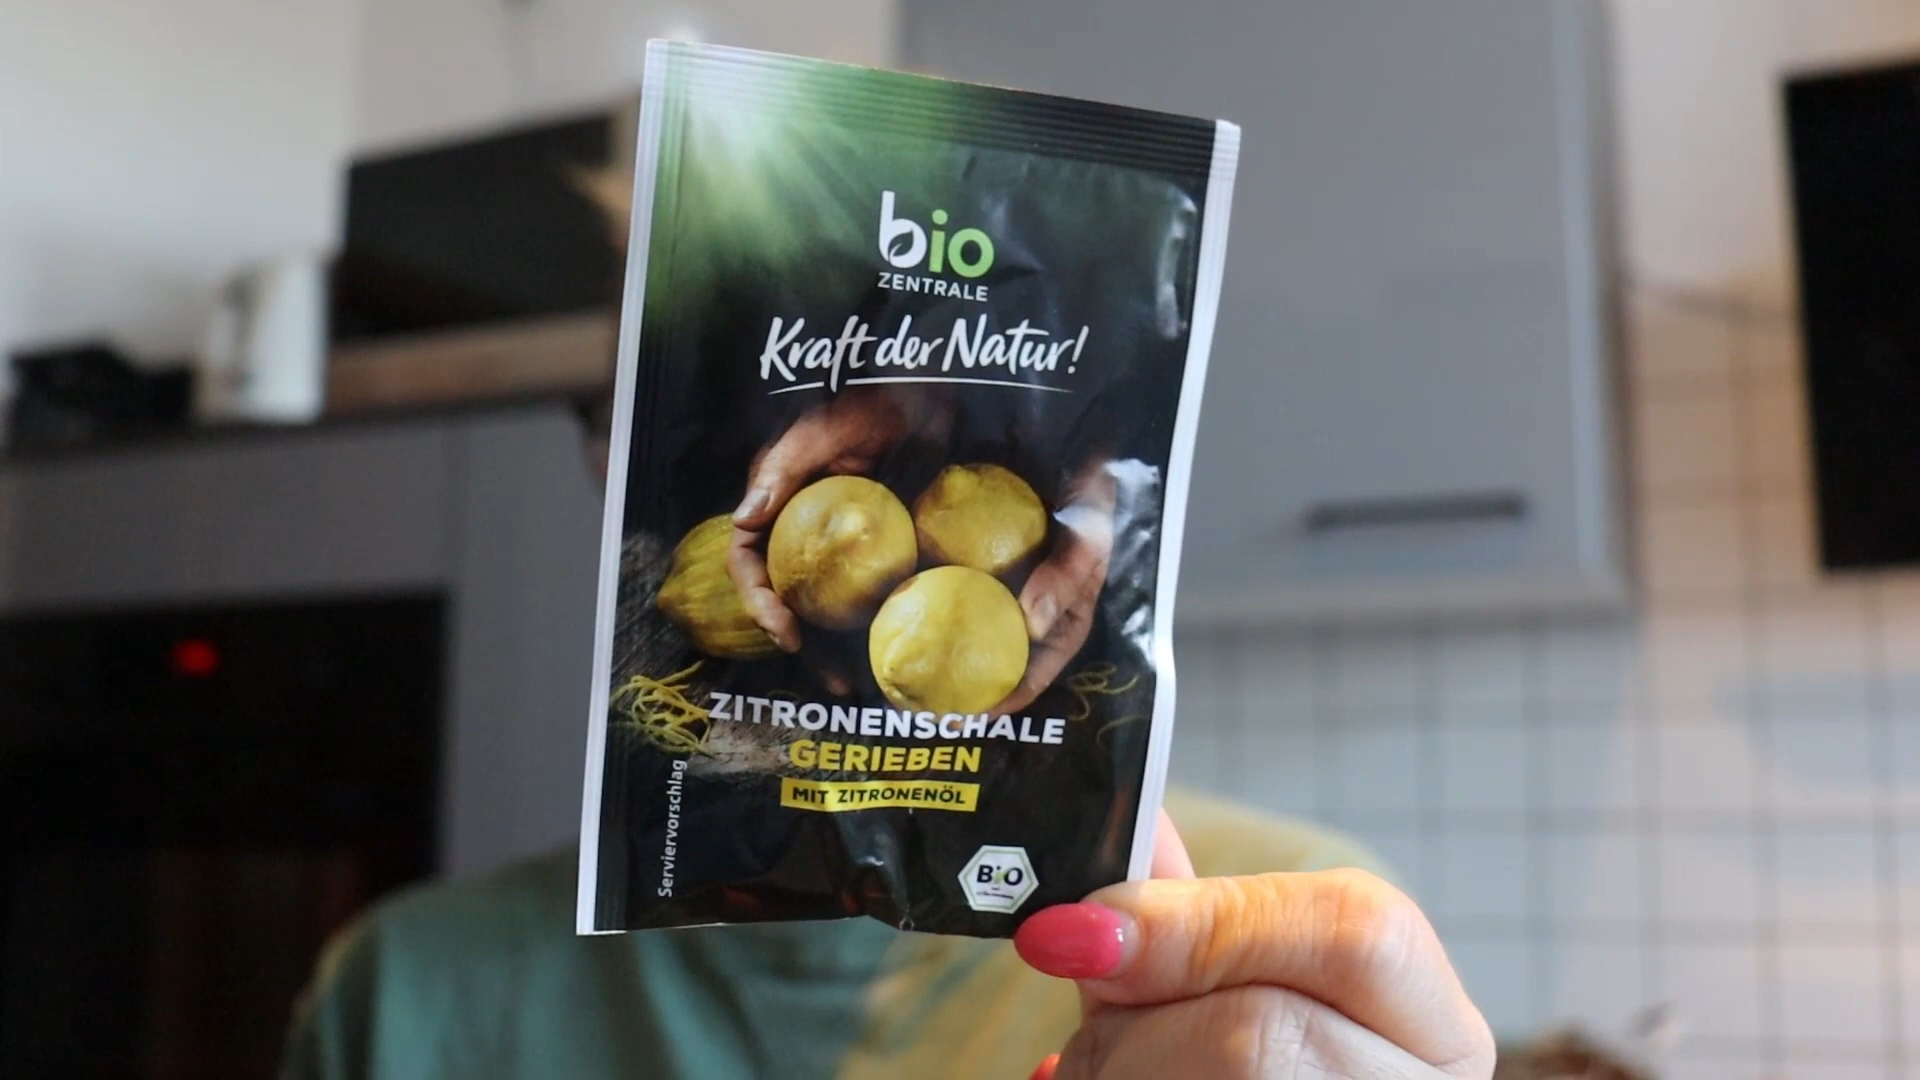 bio
ZENTRALE
Kraft der Natur!
ZITRONENSCHALE
GERIEBEN
MIT ZITRONENÖL
Serviervorschlag
BIO